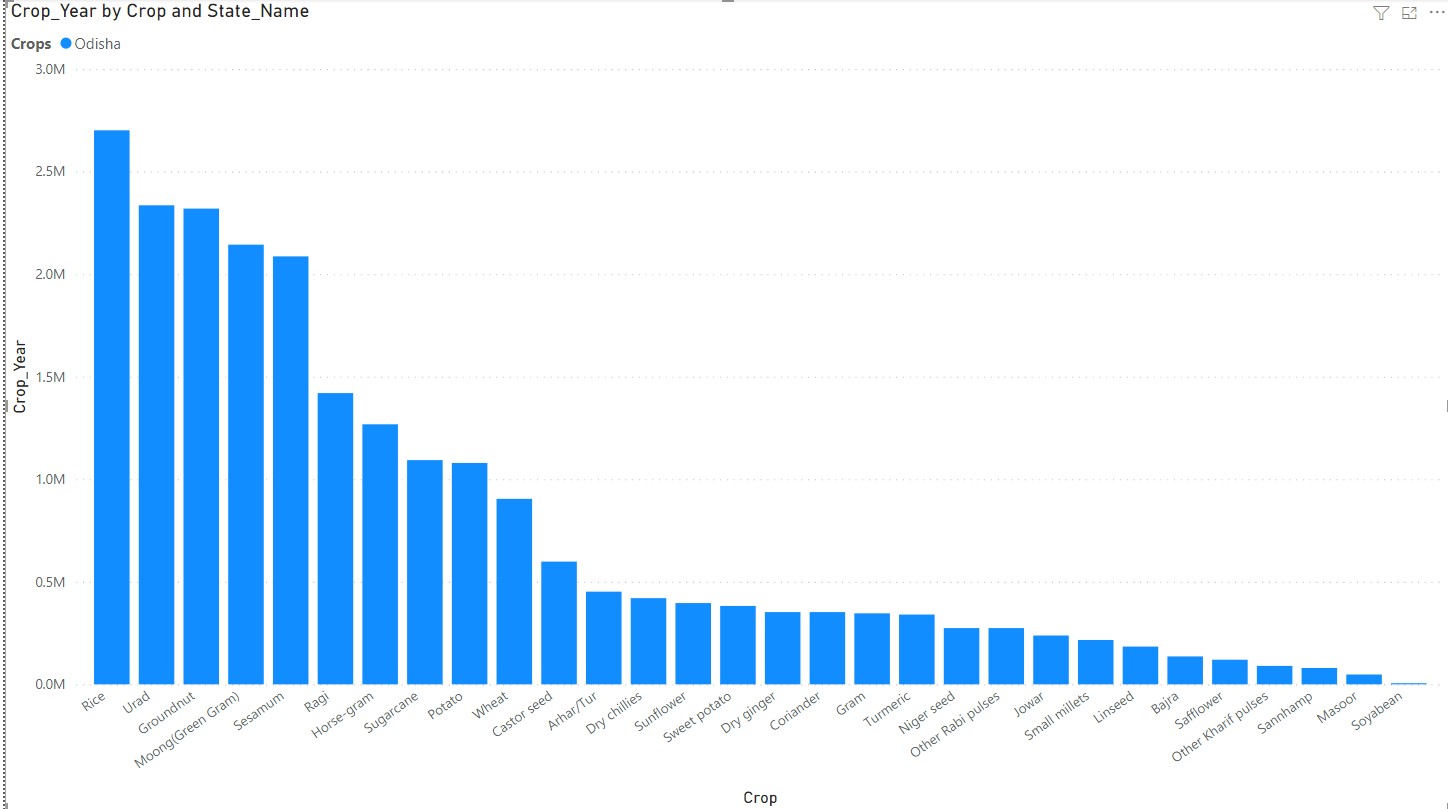 Crop_Year by Crop and State_Name
Crops Odisha
3.0M
2.5M
2.0M
1.5M
1.0M
0.5M
0.0M
Crop_Year
Rice
Urad
Groundnut
Moong(Green Gram)
Sesamum
Ragi
Horse-gram
Sugarcane
Potato
Wheat
Castor seed
Arhar/Tur
Dry chillies
Sunflower
Sweet potato
Dry ginger
Coriander
Gram
Turmeric
Niger seed
Other Rabi pulses
Jowar
Small millets
Linseed
Bajra
Safflower
Other Kharif pulses
Sannhamp
Masoor
Soyabean
Crop